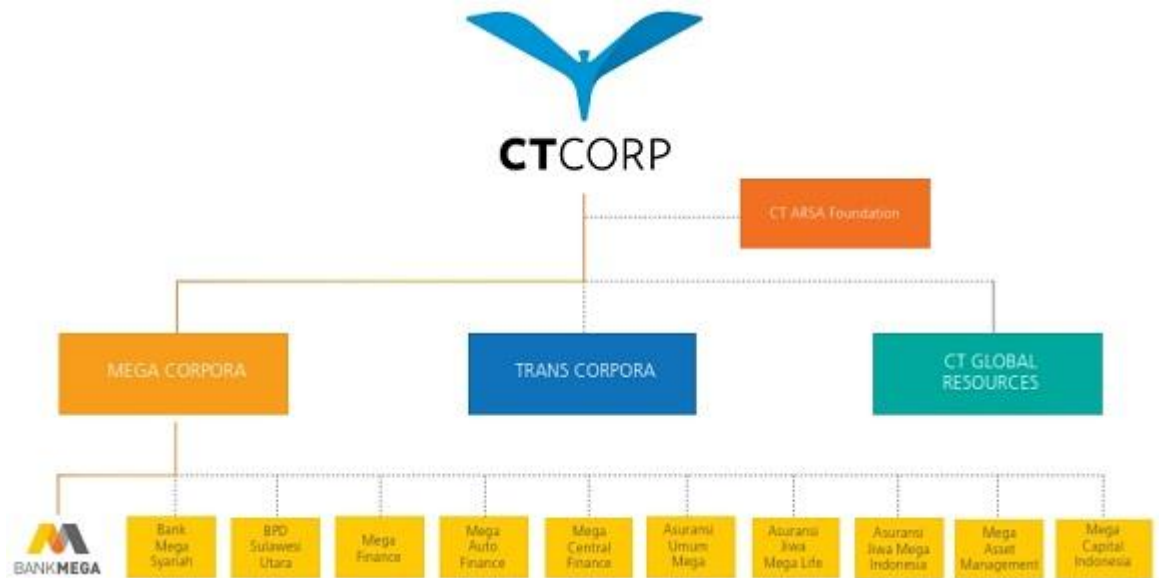 CTCORP
CT ARSA Foundation
MEGA CORPORA
TRANS CORPORA
CT GLOBAL
RESOURCES
BANKMEGA
Bank
Mega
Syariah
BPD
Sulawesi
Utara
Mega
Finance
Mega
Auto
Finance
Mega
Central
Finance
Asuransi
Umum
Mega
Asuransi
Jiwa
Mega Life
Asuransi
Jiwa Mega
Indonesia
Mega
Asset
Management
Mega
Capital
Indonesia